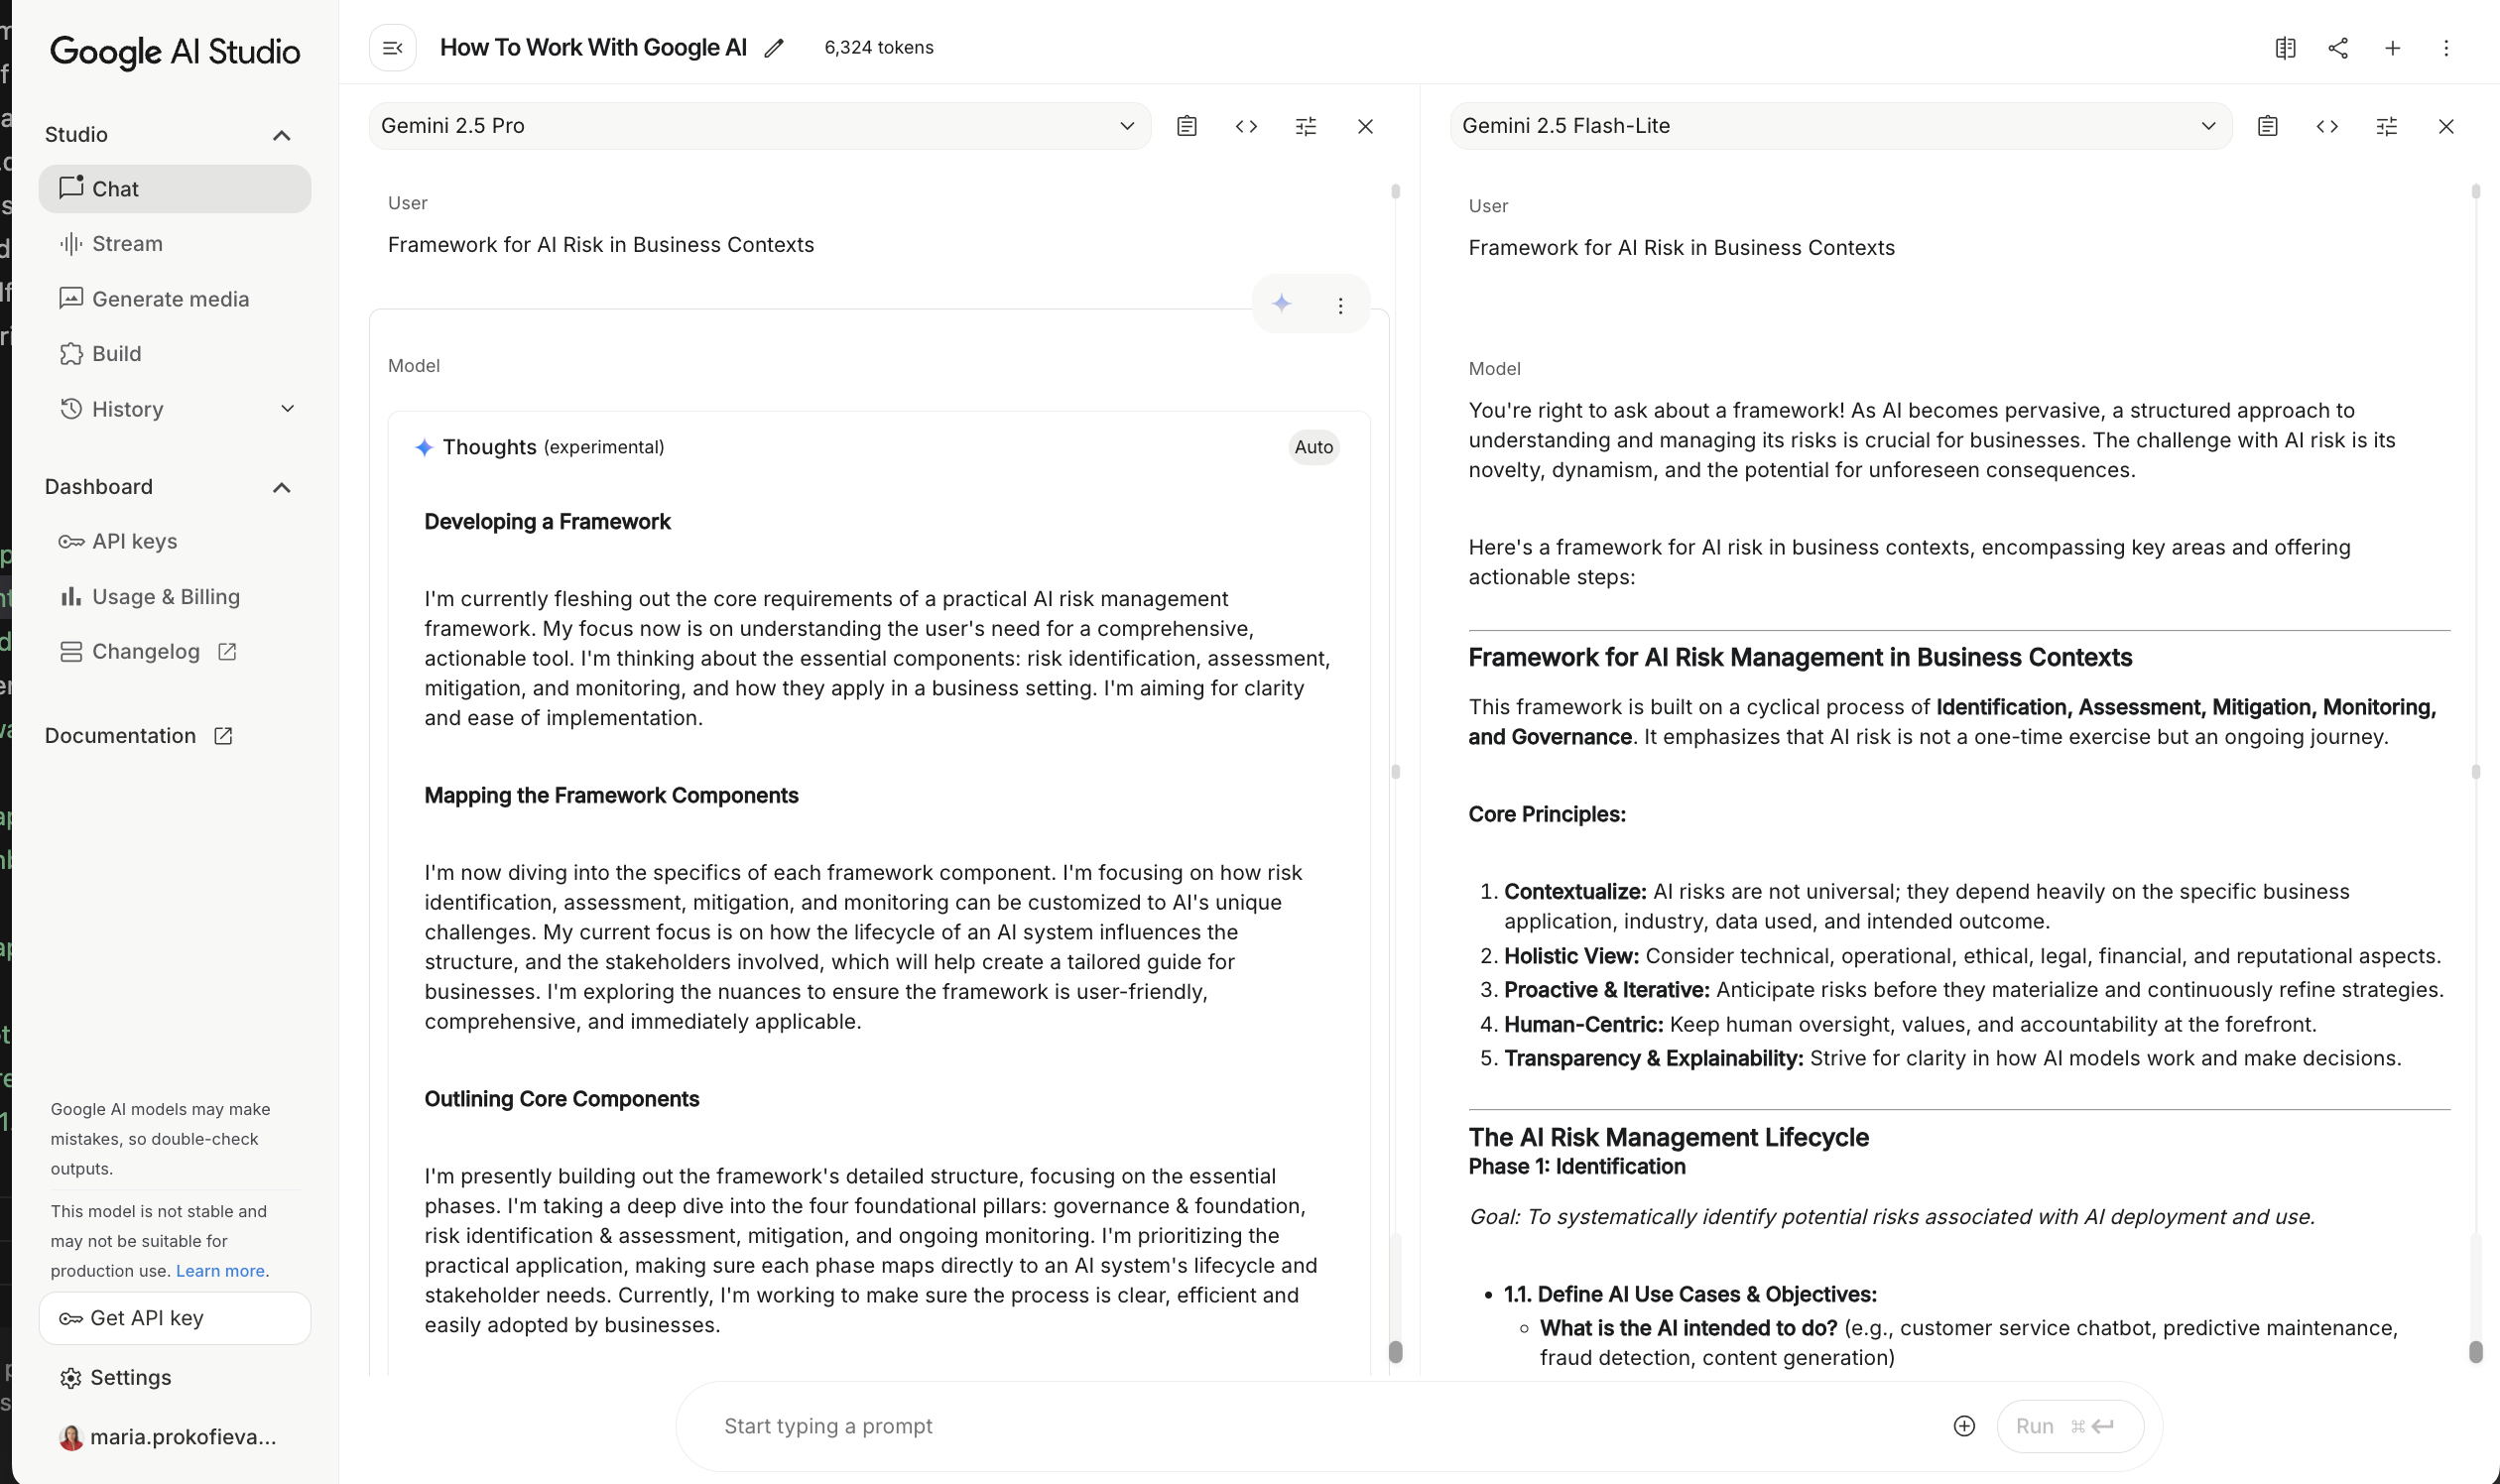 Google AI Studio
Studio
Chat
Stream
Generate media
Build
History
Dashboard
API keys
Usage & Billing
Changelog
Documentation
Google AI models may make
mistakes, so double-check
outputs.
This model is not stable and
may not be suitable for
production use. Learn more.
Get API key
Settings
maria.prokofieva...
How To Work With Google AI
6,324 tokens
Gemini 2.5 Pro
User
Framework for AI Risk in Business Contexts
Model
Thoughts (experimental)
Auto
Developing a Framework
I'm currently fleshing out the core requirements of a practical AI risk management
framework. My focus now is on understanding the user's need for a comprehensive,
actionable tool. I'm thinking about the essential components: risk identification, assessment,
mitigation, and monitoring, and how they apply in a business setting. I'm aiming for clarity
and ease of implementation.
Mapping the Framework Components
I'm now diving into the specifics of each framework component. I'm focusing on how risk
identification, assessment, mitigation, and monitoring can be customized to AI's unique
challenges. My current focus is on how the lifecycle of an AI system influences the
structure, and the stakeholders involved, which will help create a tailored guide for
businesses. I'm exploring the nuances to ensure the framework is user-friendly,
comprehensive, and immediately applicable.
Outlining Core Components
I'm presently building out the framework's detailed structure, focusing on the essential
phases. I'm taking a deep dive into the four foundational pillars: governance & foundation,
risk identification & assessment, mitigation, and ongoing monitoring. I'm prioritizing the
practical application, making sure each phase maps directly to an AI system's lifecycle and
stakeholder needs. Currently, I'm working to make sure the process is clear, efficient and
easily adopted by businesses.
Gemini 2.5 Flash-Lite
User
Framework for AI Risk in Business Contexts
Model
You're right to ask about a framework! As AI becomes pervasive, a structured approach to
understanding and managing its risks is crucial for businesses. The challenge with AI risk is its
novelty, dynamism, and the potential for unforeseen consequences.
Here's a framework for AI risk in business contexts, encompassing key areas and offering
actionable steps:
Framework for AI Risk Management in Business Contexts
This framework is built on a cyclical process of Identification, Assessment, Mitigation, Monitoring,
and Governance. It emphasizes that AI risk is not a one-time exercise but an ongoing journey.
Core Principles:
1. Contextualize: AI risks are not universal; they depend heavily on the specific business
application, industry, data used, and intended outcome.
2. Holistic View: Consider technical, operational, ethical, legal, financial, and reputational aspects.
3. Proactive & Iterative: Anticipate risks before they materialize and continuously refine strategies.
4. Human-Centric: Keep human oversight, values, and accountability at the forefront.
5. Transparency & Explainability: Strive for clarity in how AI models work and make decisions.
The AI Risk Management Lifecycle
Phase 1: Identification
Goal: To systematically identify potential risks associated with AI deployment and use.
• 1.1. Define AI Use Cases & Objectives:
○ What is the AI intended to do? (e.g., customer service chatbot, predictive maintenance,
fraud detection, content generation)
Start typing a prompt
Run ⌘↵